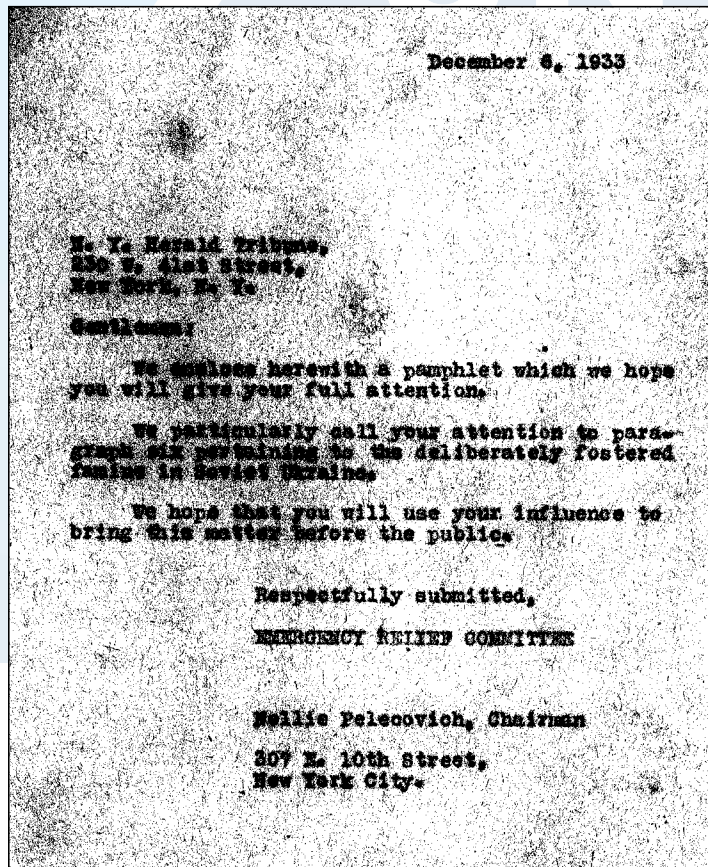 December 6, 1933
N. Y. Herald Tribune,
230 W. 41st Street,
New York, N. Y.
Gentlemen:
We enclose herewith a pamphlet which we hope
you will give your full attention.
We particularly call your attention to para-
graph six pertaining to the deliberately fostered
famine in Soviet Ukraine.
We hope that you will use your influence to
bring this matter before the public.
Respectfully submitted,
EMERGENCY RELIEF COMMITTEE
Nellie Pelecovich, Chairman
307 E. 10th Street,
New York City.